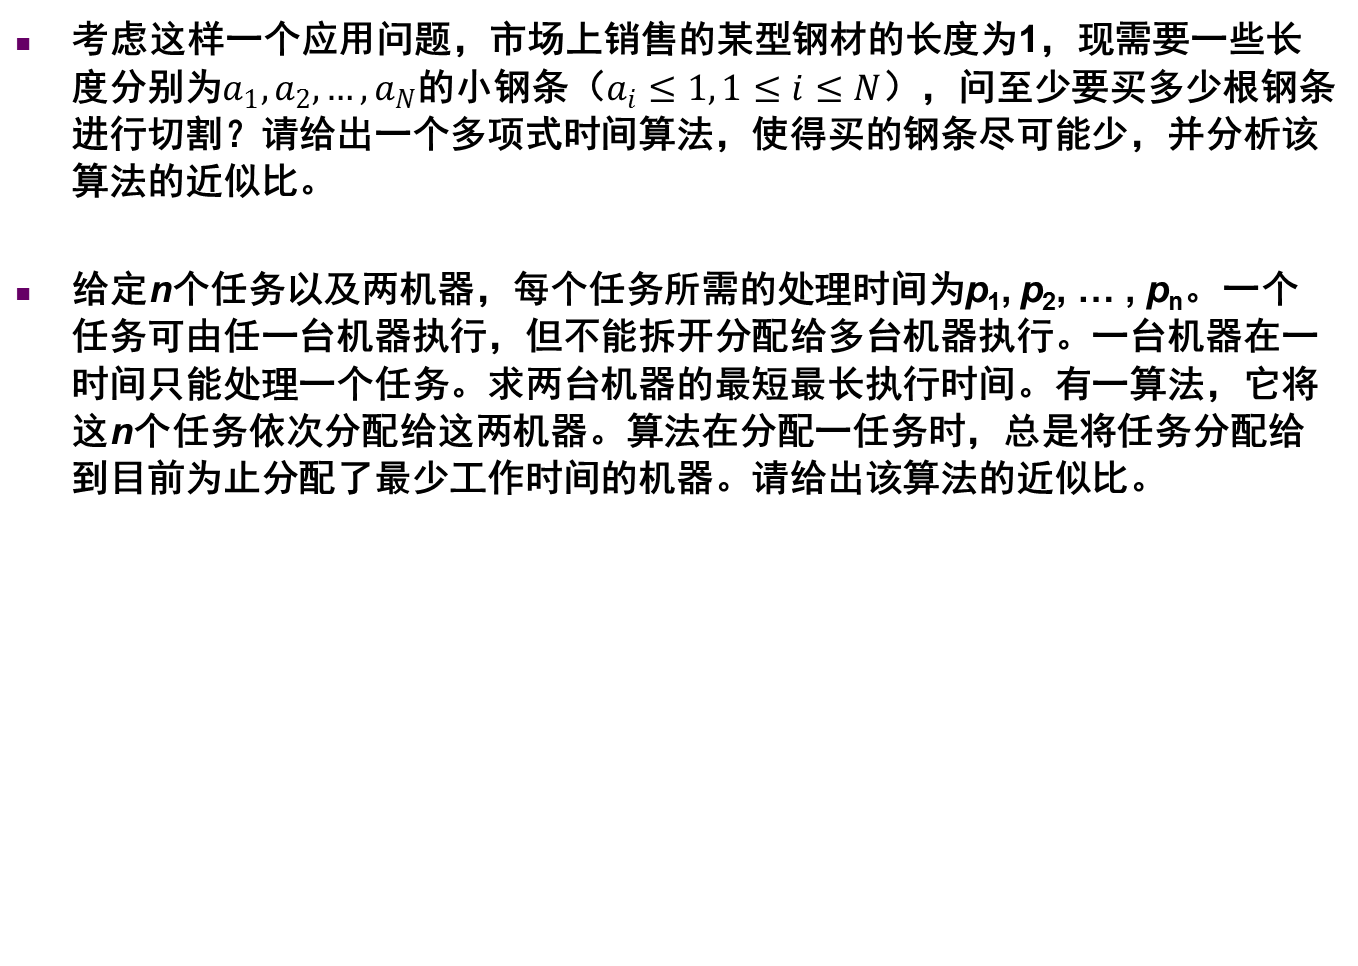 考虑这样一个应用问题，市场上销售的某型钢材的长度为1，现需要一些长
度分别为a₁, a₂, … , a_N的小钢条（a_i ≤ 1, 1 ≤ i ≤ N），问至少要买多少根钢条
进行切割？请给出一个多项式时间算法，使得买的钢条尽可能少，并分析该
算法的近似比。
给定n个任务以及两机器，每个任务所需的处理时间为p₁, p₂, … , pₙ。一个
任务可由任一台机器执行，但不能拆开分配给多台机器执行。一台机器在一
时间只能处理一个任务。求两台机器的最短最长执行时间。有一算法，它将
这n个任务依次分配给这两机器。算法在分配一任务时，总是将任务分配给
到目前为止分配了最少工作时间的机器。请给出该算法的近似比。